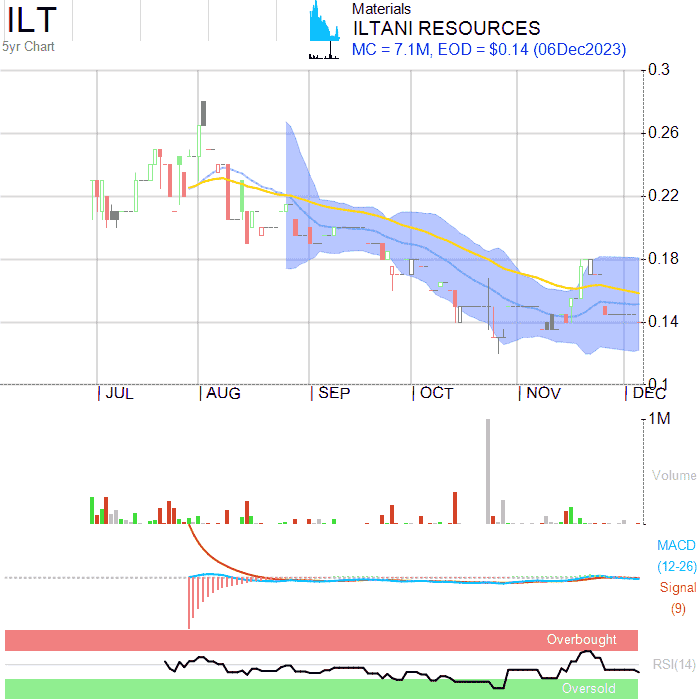 ILT
5yr Chart
Materials
ILTANI RESOURCES
MC = 7.1M, EOD = $0.14 (06Dec2023)
0.3
0.26
0.22
0.18
0.14
0.1
JUL AUG SEP OCT NOV DEC
1M
Volume
MACD
(12-26)
Signal
(9)
Overbought
RSI(14)
Oversold